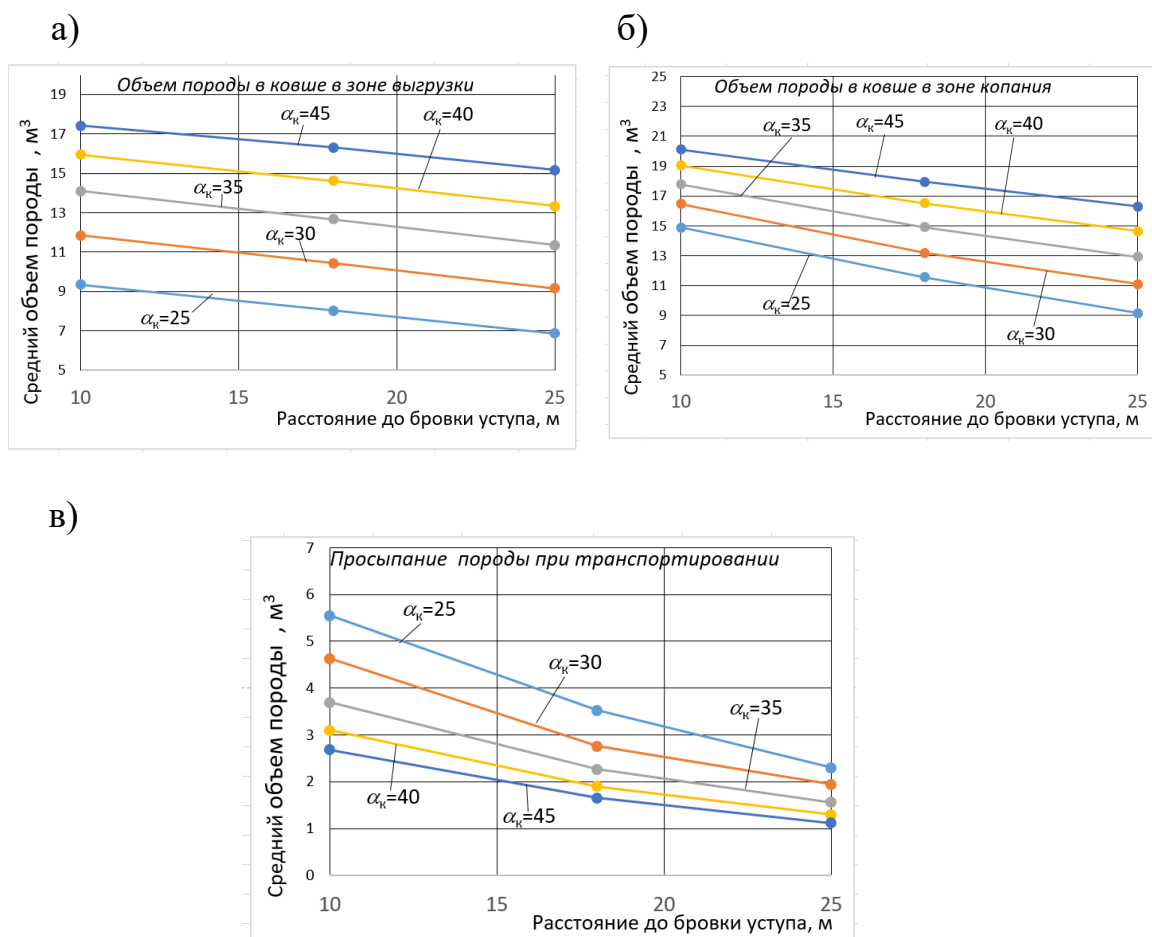 а)
Объем породы в ковше в зоне выгрузки
Средний объем породы , м³
19
17
15
13
11
9
7
5
αк=45
αк=40
αк=35
αк=30
αк=25
10
15
20
25
Расстояние до бровки уступа, м
б)
Объем породы в ковше в зоне копания
Средний объем породы , м³
25
23
21
19
17
15
13
11
9
7
5
αк=35
αк=45
αк=40
αк=25
αк=30
10
15
20
25
Расстояние до бровки уступа, м
в)
Просыпание породы при транспортировании
Средний объем породы , м³
7
6
5
4
3
2
1
0
αк=25
αк=30
αк=35
αк=40
αк=45
10
15
20
25
Расстояние до бровки уступа, м